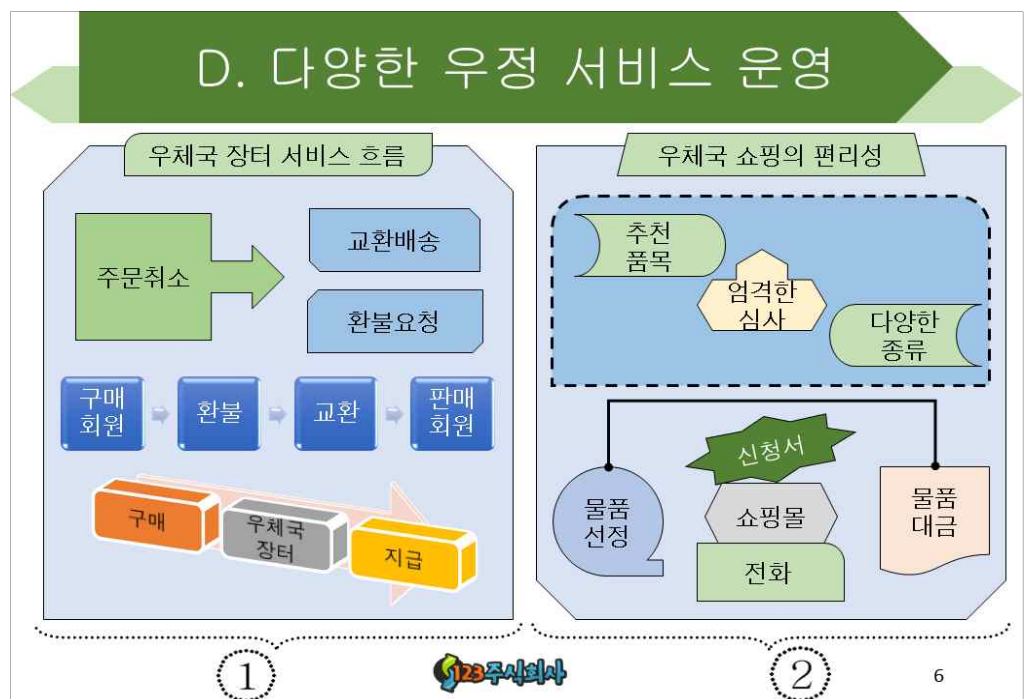 D. 다양한 우정 서비스 운영
우체국 장터 서비스 흐름
주문취소
교환배송
환불요청
구매
회원
환불
교환
판매
회원
구매
우체국
장터
지급
1
우체국 쇼핑의 편리성
추천
품목
엄격한
심사
다양한
종류
신청서
물품
선정
쇼핑몰
전화
물품
대금
2
123주식회사
6